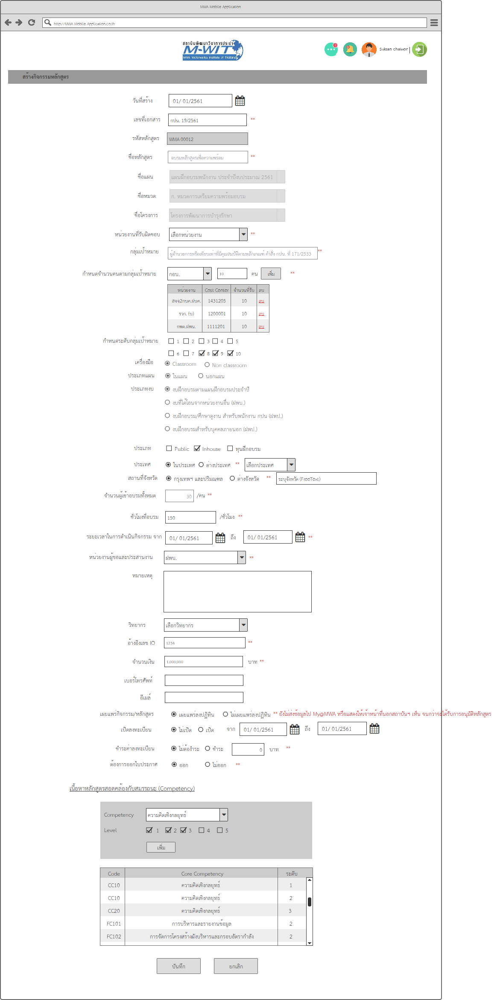 MWA Mobile Application
http://MWA Mobile Application.co.th
สถาบันพัฒนาวิชาการประปา
M-WIT
MWA Waterworks Institute of Thailand
1
3
Suksan chaiwon
สร้างกิจกรรมหลักสูตร
วันที่สร้าง 01/ 01/2561
เลขที่เอกสาร กปน. 19/2561 **
รหัสหลักสูตร WMA 00012
ชื่อหลักสูตร อบรมหลักสูตรเพื่อความพร้อม **
ชื่อแผน แผนฝึกอบรมพนักงาน ประจำปีงบประมาณ 2561
ชื่อหมวด ก. หมวดการเตรียมความพร้อมอบรม
ชื่อโครงการ โครงการพัฒนาการบำรุงรักษา
หน่วยงานที่รับผิดชอบ เลือกหน่วยงาน **
กลุ่มเป้าหมาย ผู้อำนวยการหรือเทียบเท่าที่มีคุณสมบัติตามหลักเกณฑ์ คำสั่ง กปน. ที่ 171/2533 **
กำหนดจำนวนคนตามกลุ่มเป้าหมาย กอบ. 10 คน เพิ่ม **
หน่วยงาน Cost Center จำนวนที่รับ ลบ
สจจ2กบค.ฝบค. 1431205 10 ลบ
รวก. (บ) 1200001 10 ลบ
กพต.ฝพน. 1111201 10 ลบ
กำหนดระดับกลุ่มเป้าหมาย 1 2 3 4 5
6 7 8 9 10
เครื่องมือ Classroom Non classroom
ประเภทแผน ในแผน นอกแผน
ประเภทงบ งบฝึกอบรมตามแผนฝึกอบรมประจำปี
งบที่ได้โอนจากหน่วยงานอื่น (ฝพบ.)
งบฝึกอบรม/ศึกษาดูงาน สำหรับพนักงาน กปน (ฝพป.)
งบฝึกอบรมสำหรับบุคคลภายนอก (ฝพป.)
ประเภท Public Inhouse ทุนฝึกอบรม
ประเทศ ในประเทศ ต่างประเทศ ** เลือกประเทศ
สถานที่จังหวัด กรุงเทพฯ และปริมณฑล ต่างจังหวัด ** ระบุจังหวัด (FreeText)
จำนวนผู้เข้าอบรมทั้งหมด 30 /คน **
ชั่วโมงที่อบรม 150 /ชั่วโมง **
ระยะเวลาในการดำเนินกิจกรรม จาก 01/ 01/2561 ถึง 01/ 01/2561 **
หน่วยงานผู้ขอและประสานงาน ฝพบ. **
หมายเหตุ
วิทยากร เลือกวิทยากร
อ้างอิงเลข IO 1234 **
จำนวนเงิน 1,000,000 บาท **
เบอร์โทรศัพท์
อีเมล์
เผยแพร่กิจกรรม/หลักสูตร เผยแพร่ลงปฏิทิน ไม่เผยแพร่ลงปฏิทิน ** ยังไม่ส่งข้อมูลไป My@MWA หรือแสดงให้เจ้าหน้าที่นอกสถาบันฯ เห็น จนกว่าจะได้รับการอนุมัติหลักสูตร
เปิดลงทะเบียน ไม่เปิด เปิด จาก 01/ 01/2561 ถึง 01/ 01/2561
ชำระค่าลงทะเบียน ไม่ต้องำระ ชำระ 0 บาท **
ต้องการออกใบประกาศ ออก ไม่ออก **
เนื้อหาหลักสูตรสอดคล้องกับสมรรถนะ (Competency)
Competency ความคิดเชิงกลยุทธ์
Level 1 2 3 4 5
เพิ่ม
Code Core Competency ระดับ
CC10 ความคิดเชิงกลยุทธ์ 1
CC10 ความคิดเชิงกลยุทธ์ 2
CC20 ความคิดเชิงกลยุทธ์ 3
FC101 การบริหารและรายงานข้อมูล 2
FC102 การจัดการโครงสร้างผังบริหารและกรอบอัตรากำลัง 2
บันทึก ยกเลิก